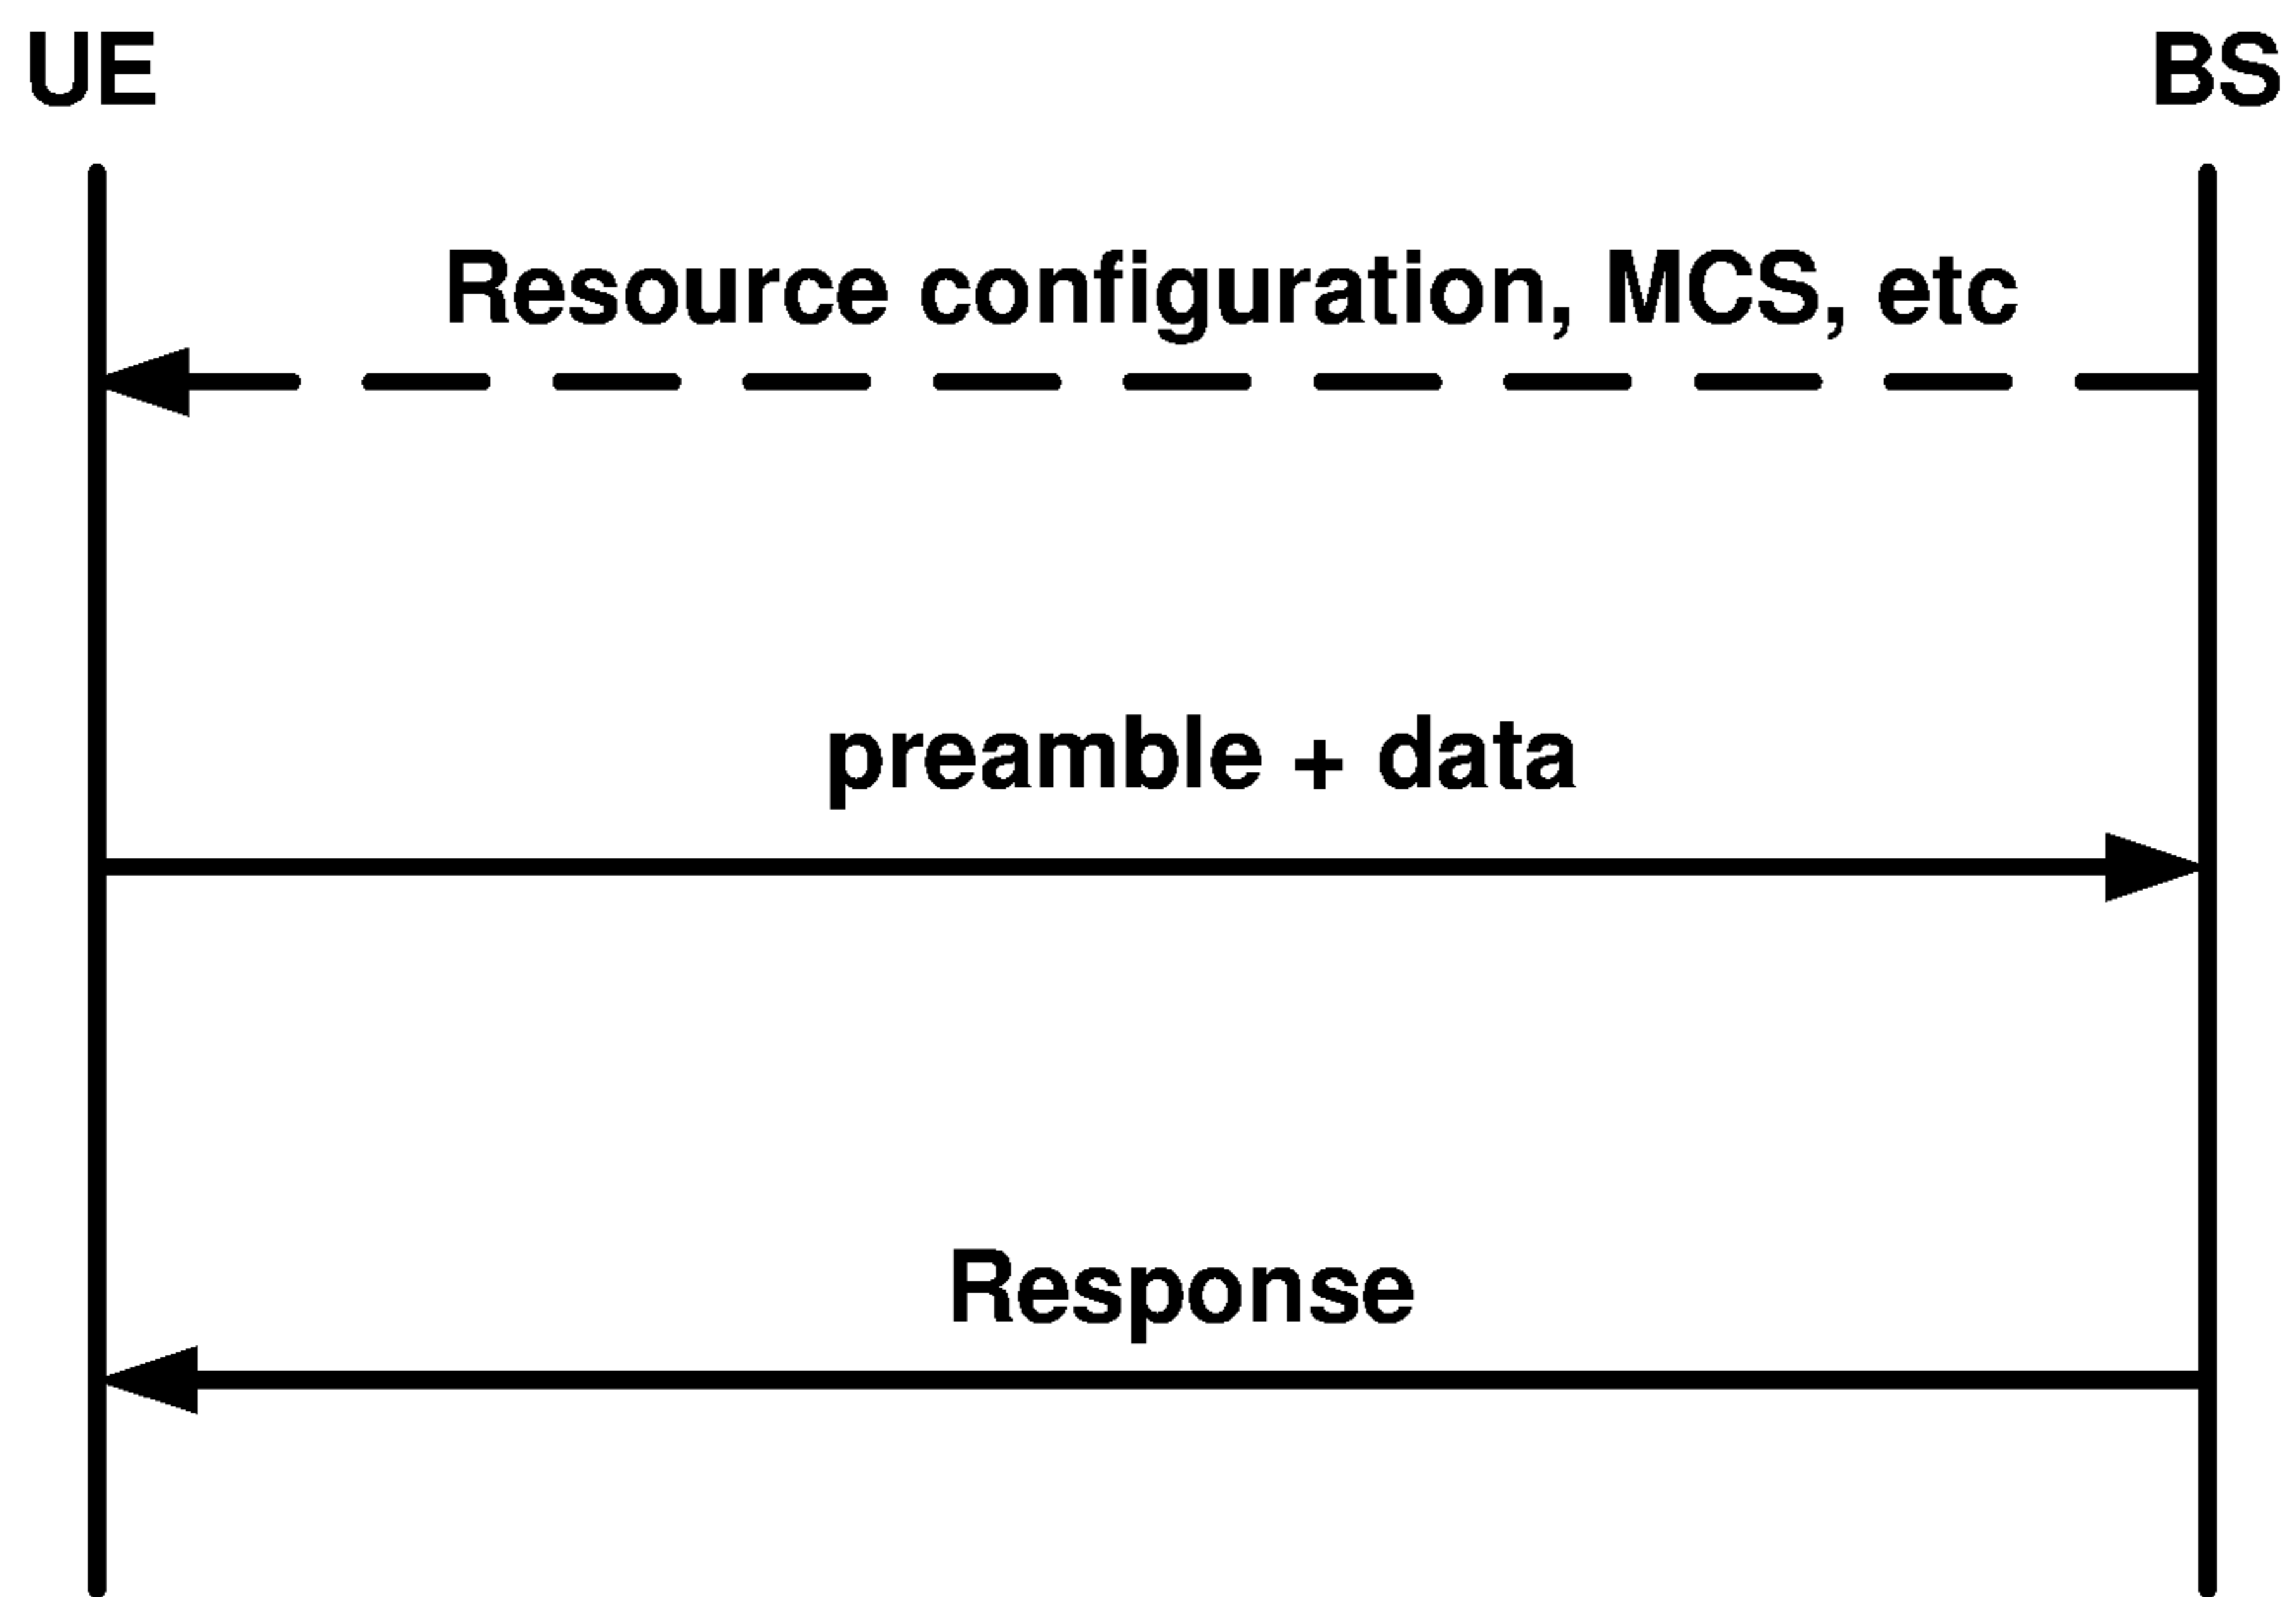 UE BS
Resource configuration, MCS, etc
preamble + data
Response